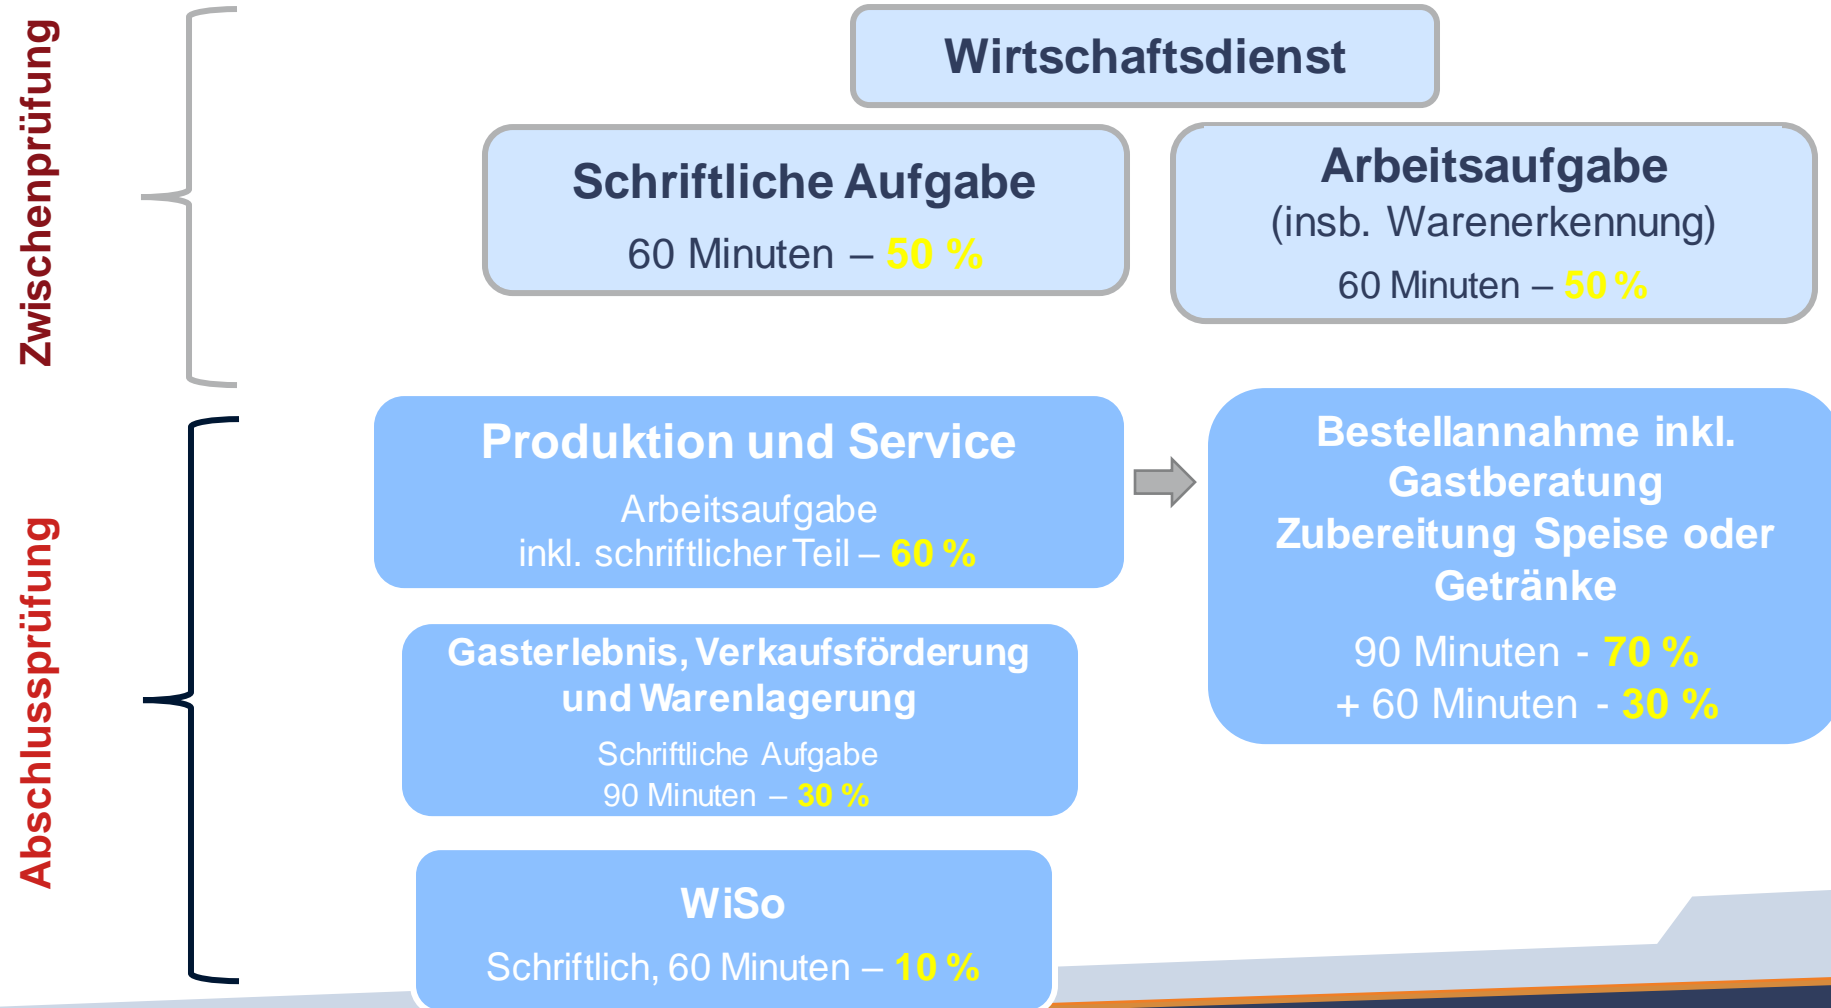 Zwischenprüfung
Wirtschaftsdienst
Schriftliche Aufgabe
60 Minuten – 50 %
Arbeitsaufgabe
(insb. Warenerkennung)
60 Minuten – 50 %
Abschlussprüfung
Produktion und Service
Arbeitsaufgabe
inkl. schriftlicher Teil – 60 %
Bestellannahme inkl.
Gastberatung
Zubereitung Speise oder
Getränke
90 Minuten - 70 %
+ 60 Minuten - 30 %
Gasterlebnis, Verkaufsförderung
und Warenlagerung
Schriftliche Aufgabe
90 Minuten – 30 %
WiSo
Schriftlich, 60 Minuten – 10 %